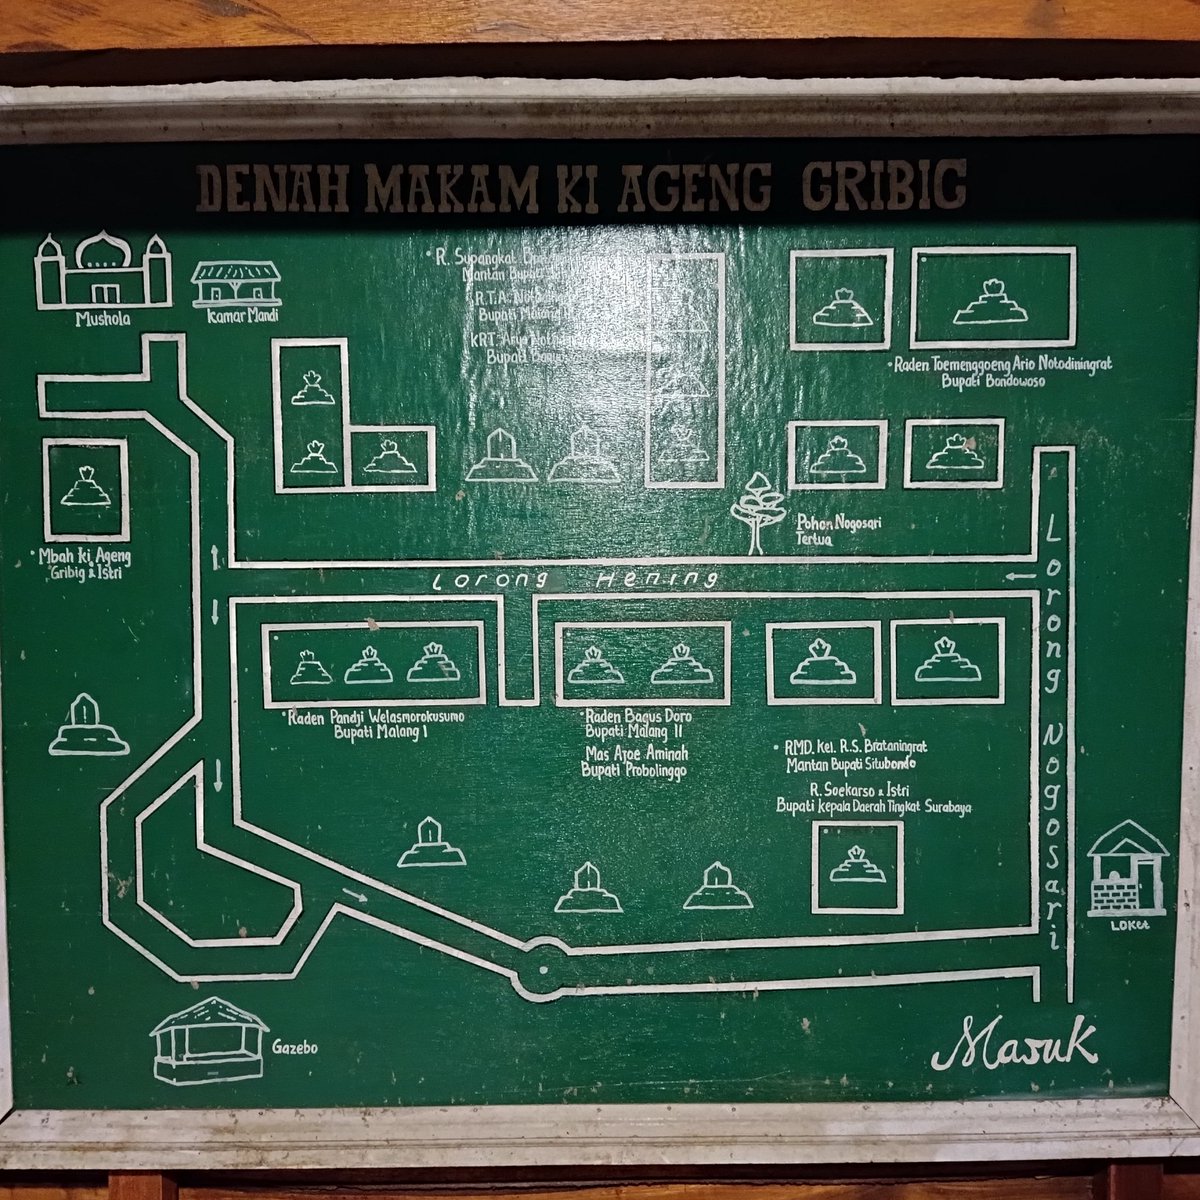 DENAH MAKAM KI AGENG GRIBIG
Mushola
Kamar Mandi
R. Supangkat
Mantan Bupati
R.T.A.
Bupati Malang
KRT. Aryo
Bupati
Raden Toemenggoeng Ario Notodiningrat
Bupati Bondowoso
Pohon Nogosari
Tertua
Mbah Ki Ageng
Gribig & Istri
Lorong Hening
Lorong Nogosari
Raden Pandji Welasmorokusumo
Bupati Malang I
Raden Bagus Doro
Bupati Malang II
Mas Ajoe Aminah
Bupati Probolinggo
RMD. Kel. R.S. Brataningrat
Mantan Bupati Situbondo
R. Soekarso & Istri
Bupati Kepala Daerah Tingkat Surabaya
Loket
Gazebo
Masuk